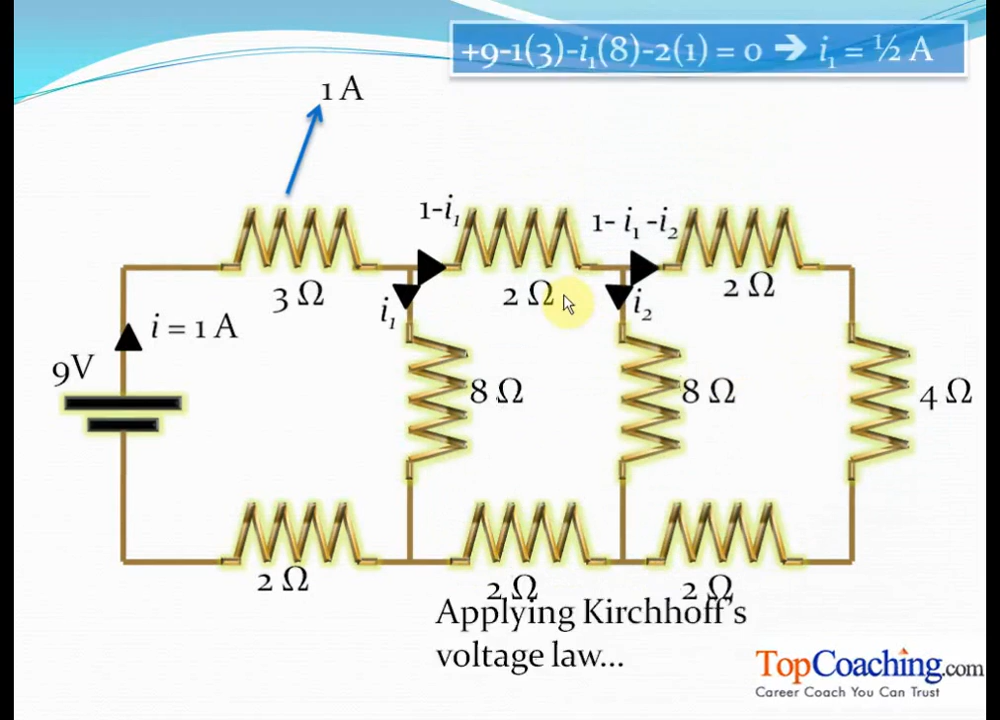 +9-1(3)-i₁(8)-2(1) = 0 ➔ i₁ = ½ A
1 A
1-i₁
1- i₁ -i₂
3 Ω
2 Ω
2 Ω
i₁
i₂
i = 1 A
9V
8 Ω
8 Ω
4 Ω
2 Ω
2 Ω
2 Ω
Applying Kirchhoff's
voltage law...
TopCoaching.com
Career Coach You Can Trust